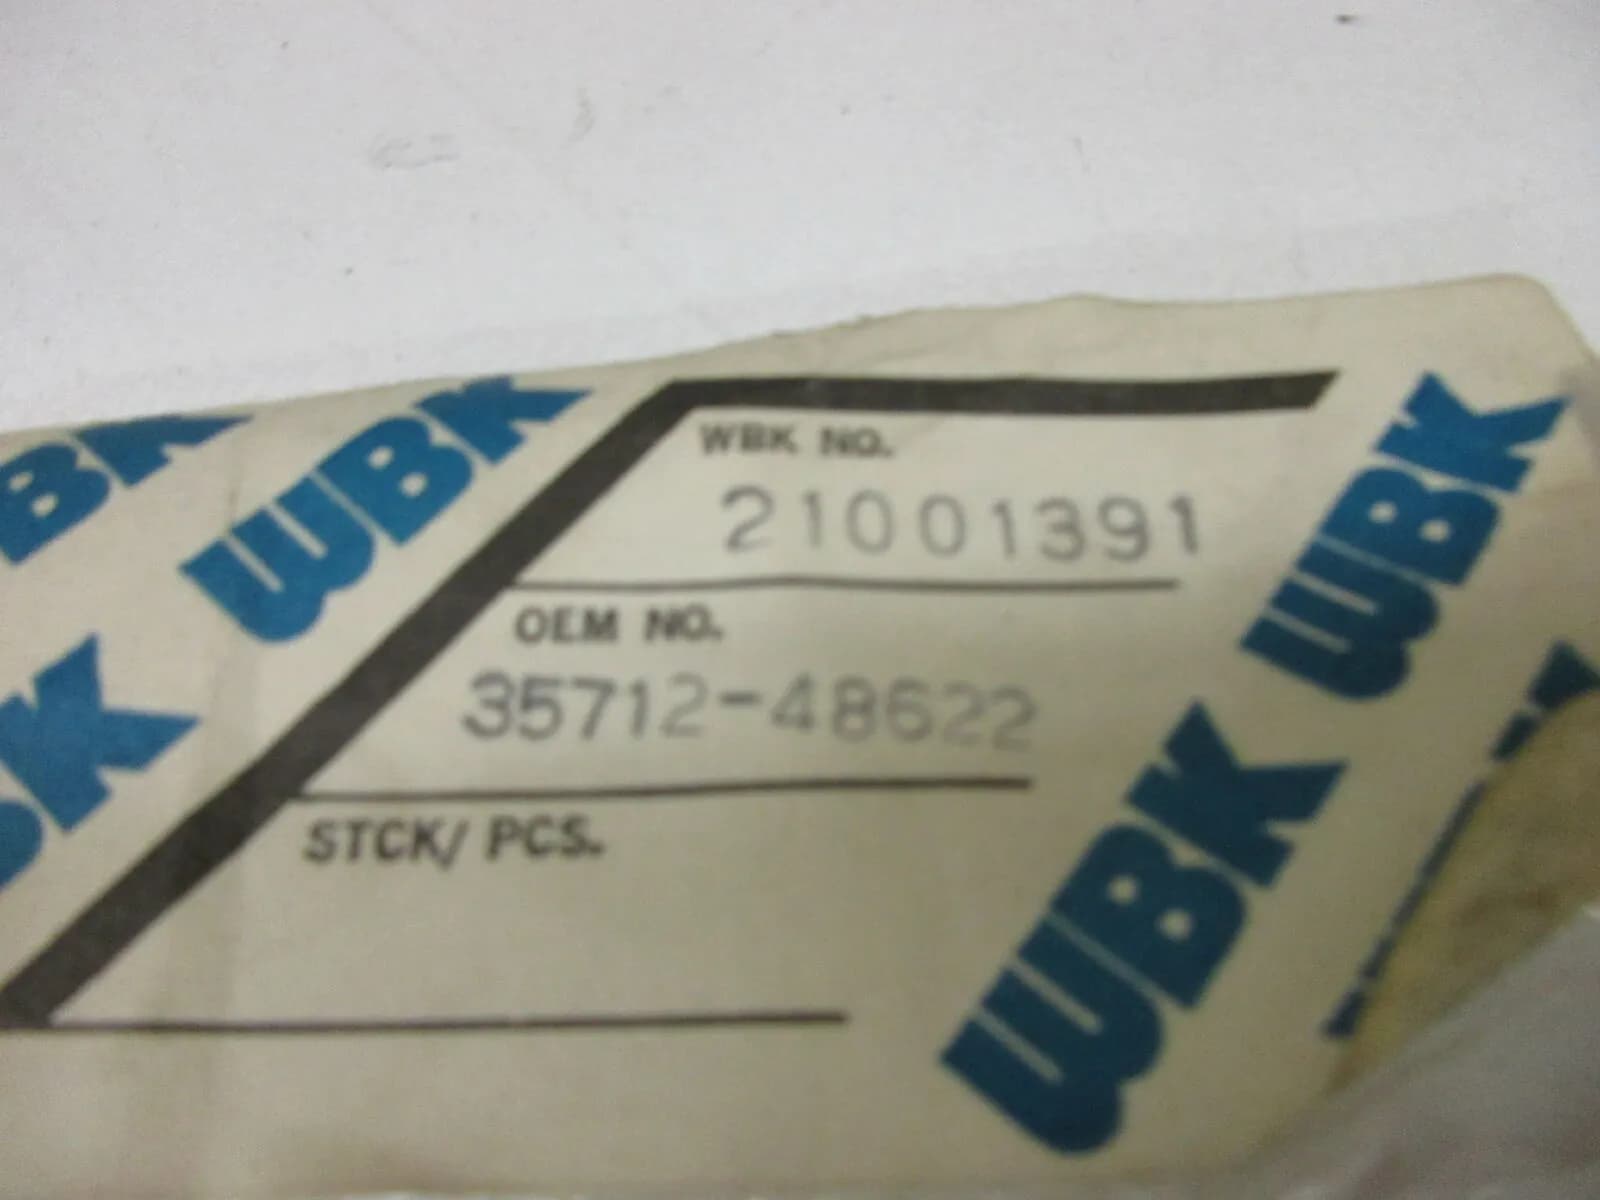 WBK
WBK
WBK NO.
21001391
OEM NO.
35712-48622
STCK/ PCS.
WBK
WBK